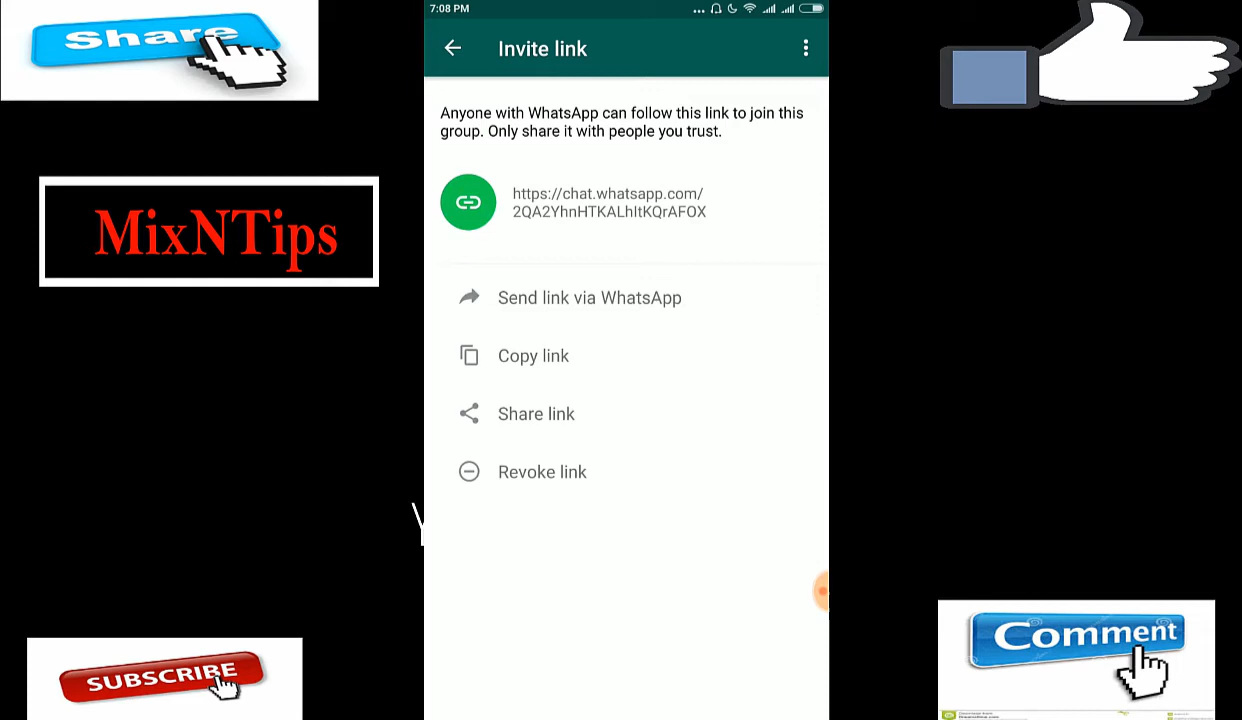 Share
7:08 PM
Invite link
Anyone with WhatsApp can follow this link to join this
group. Only share it with people you trust.
https://chat.whatsapp.com/
2QA2YhnHTKALhItKQrAFOX
MixNTips
Send link via WhatsApp
Copy link
Share link
Revoke link
Y
SUBSCRIBE
Comment